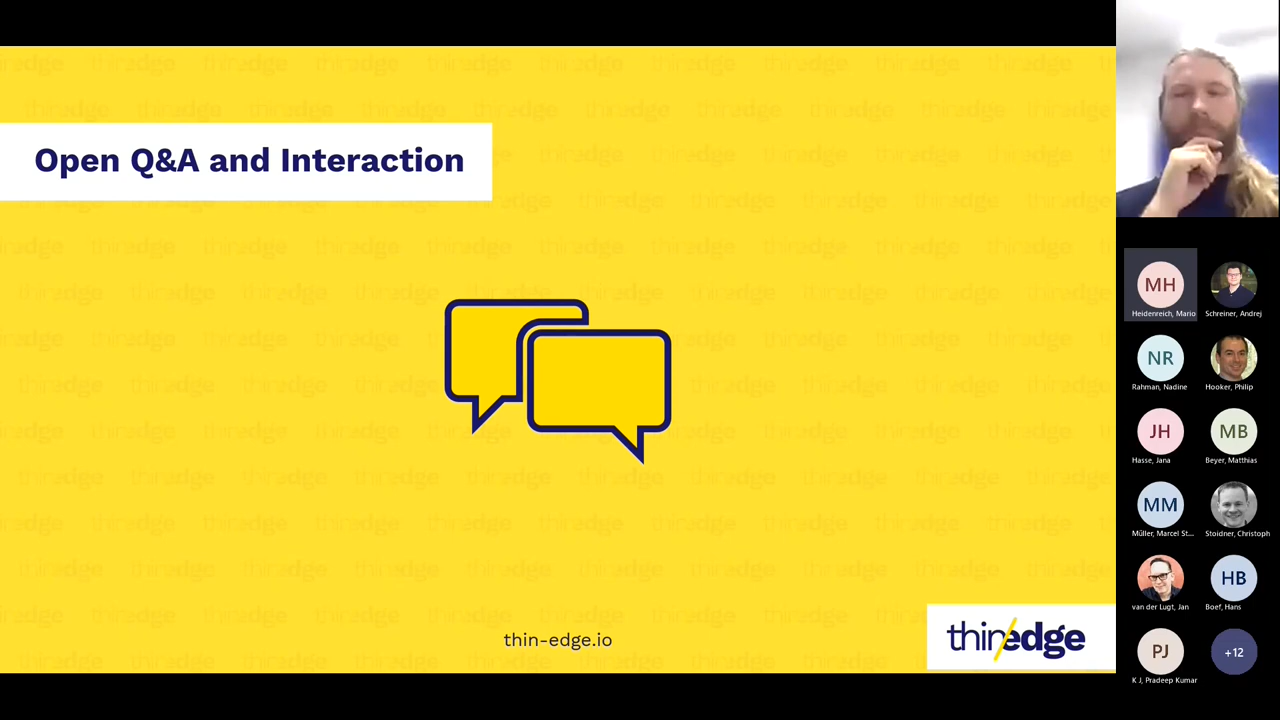 Open Q&A and Interaction
thin-edge.io
thin/edge
MH
Heidenreich, Mario
Schreiner, Andrej
NR
Rahman, Nadine
Hooker, Philip
JH
Hasse, Jana
MB
Beyer, Matthias
MM
Müller, Marcel St...
Stoidner, Christoph
van der Lugt, Jan
HB
Boef, Hans
PJ
K J, Pradeep Kumar
+12